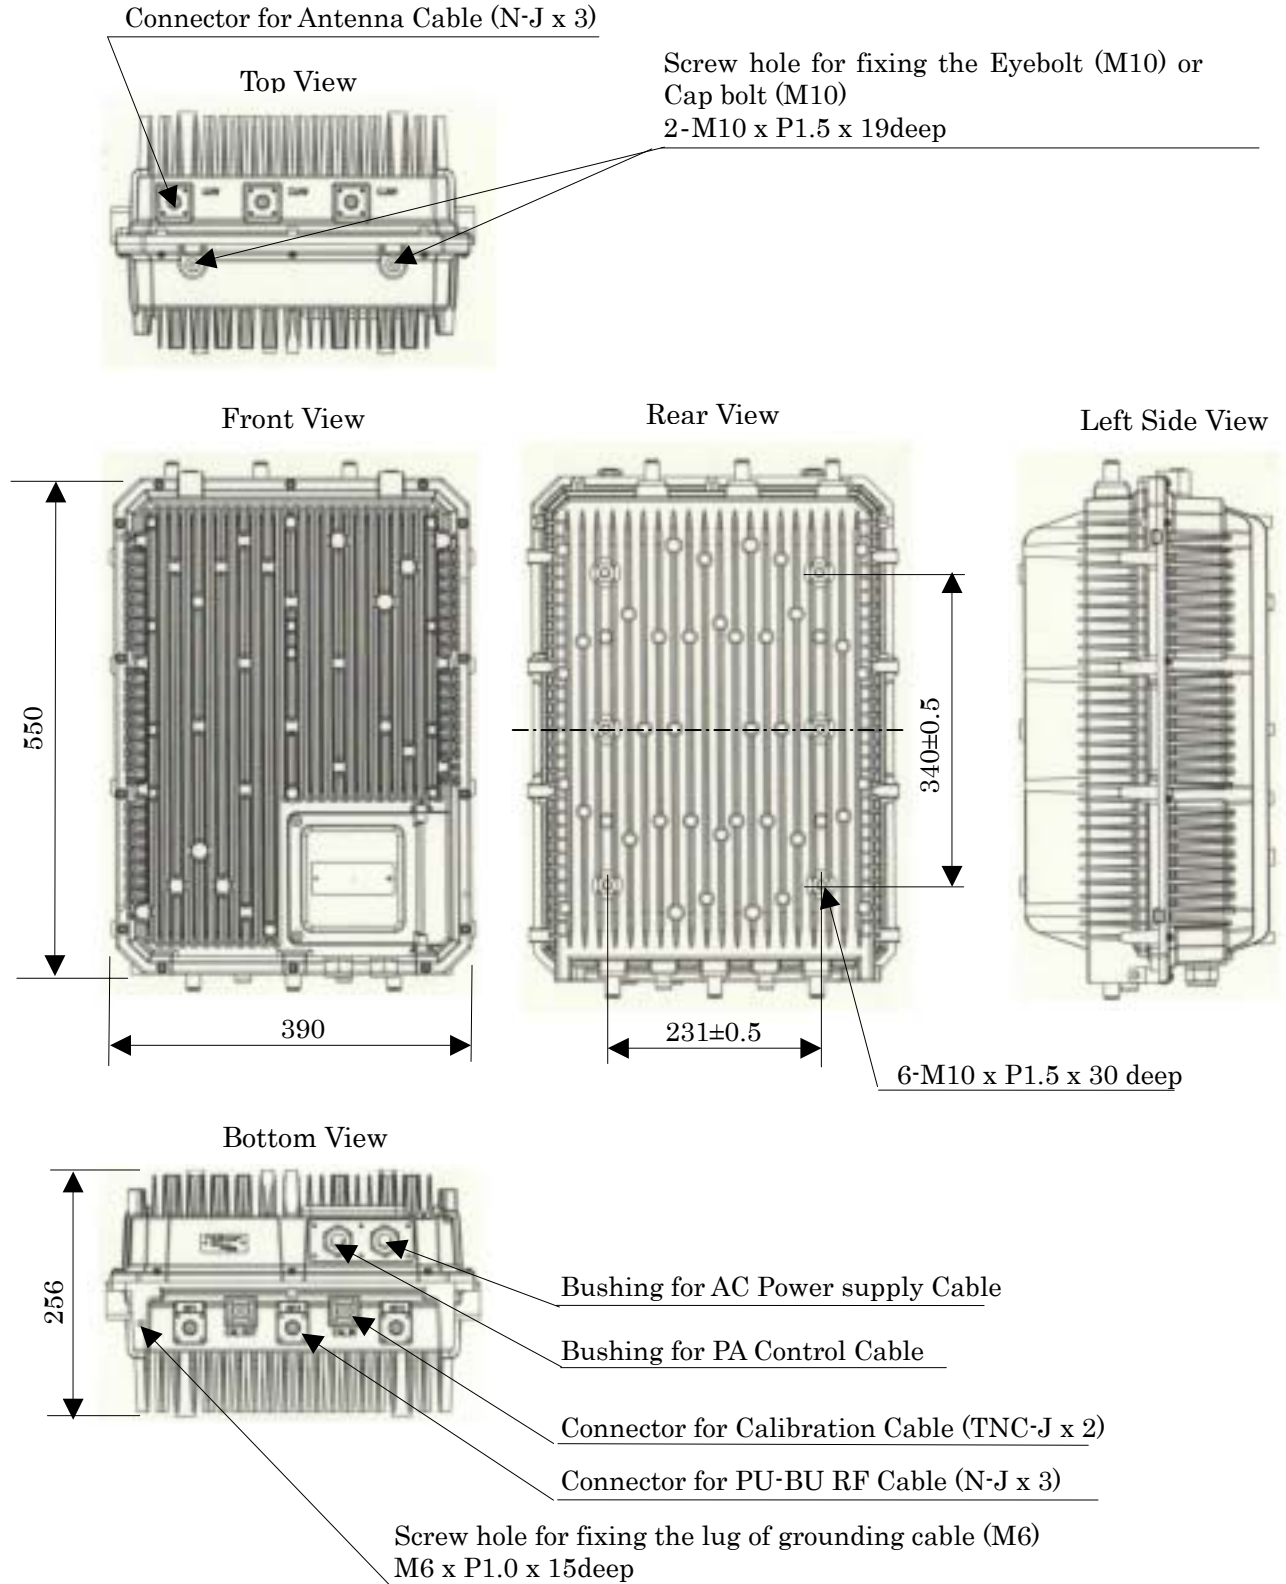 Connector for Antenna Cable (N-J x 3)
Top View
Screw hole for fixing the Eyebolt (M10) or
Cap bolt (M10)
2-M10 x P1.5 x 19deep
Front View
Rear View
Left Side View
550
340±0.5
390
231±0.5
6-M10 x P1.5 x 30 deep
Bottom View
256
Bushing for AC Power supply Cable
Bushing for PA Control Cable
Connector for Calibration Cable (TNC-J x 2)
Connector for PU-BU RF Cable (N-J x 3)
Screw hole for fixing the lug of grounding cable (M6)
M6 x P1.0 x 15deep